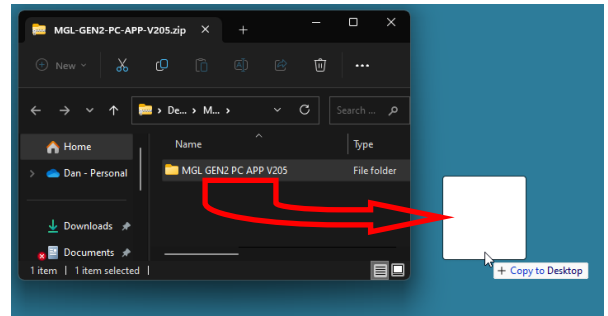 MGL-GEN2-PC-APP-V205.zip
New
De... M...
Search ...
Name Type
Home
MGL GEN2 PC APP V205 File folder
Dan - Personal
Downloads
Documents
1 item 1 item selected
+ Copy to Desktop